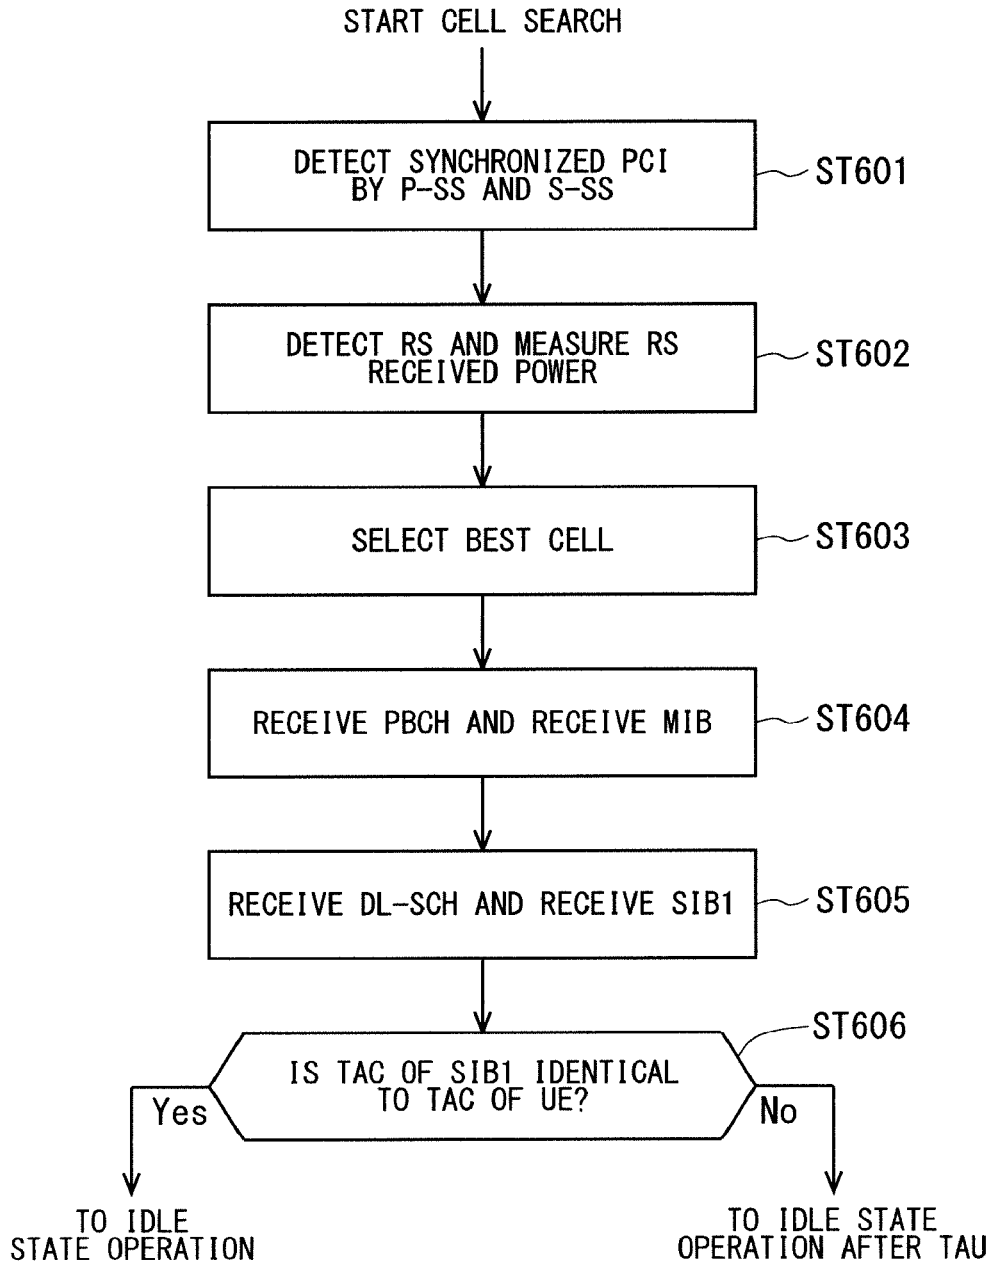 START CELL SEARCH
DETECT SYNCHRONIZED PCI
BY P-SS AND S-SS
ST601
DETECT RS AND MEASURE RS
RECEIVED POWER
ST602
SELECT BEST CELL
ST603
RECEIVE PBCH AND RECEIVE MIB
ST604
RECEIVE DL-SCH AND RECEIVE SIB1
ST605
ST606
IS TAC OF SIB1 IDENTICAL
TO TAC OF UE?
Yes
No
TO IDLE
STATE OPERATION
TO IDLE STATE
OPERATION AFTER TAU